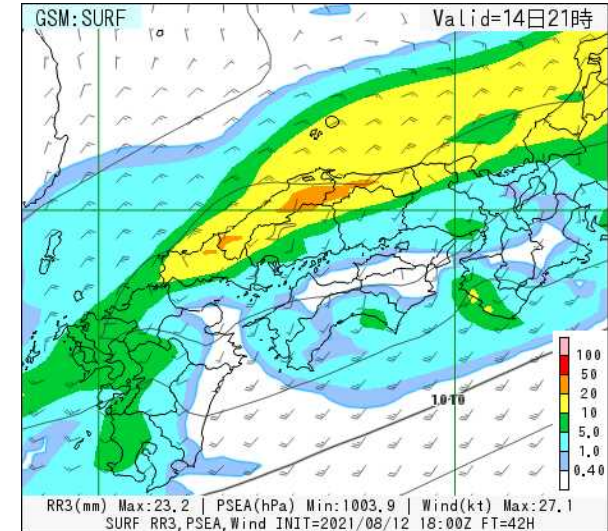 GSM:SURF
Valid=14日21時
1010
100
50
20
10
5.0
1.0
0.40
RR3(mm) Max:23.2 | PSEA(hPa) Min:1003.9 | Wind(kt) Max:27.1
SURF RR3,PSEA,Wind INIT=2021/08/12 18:00Z FT=42H